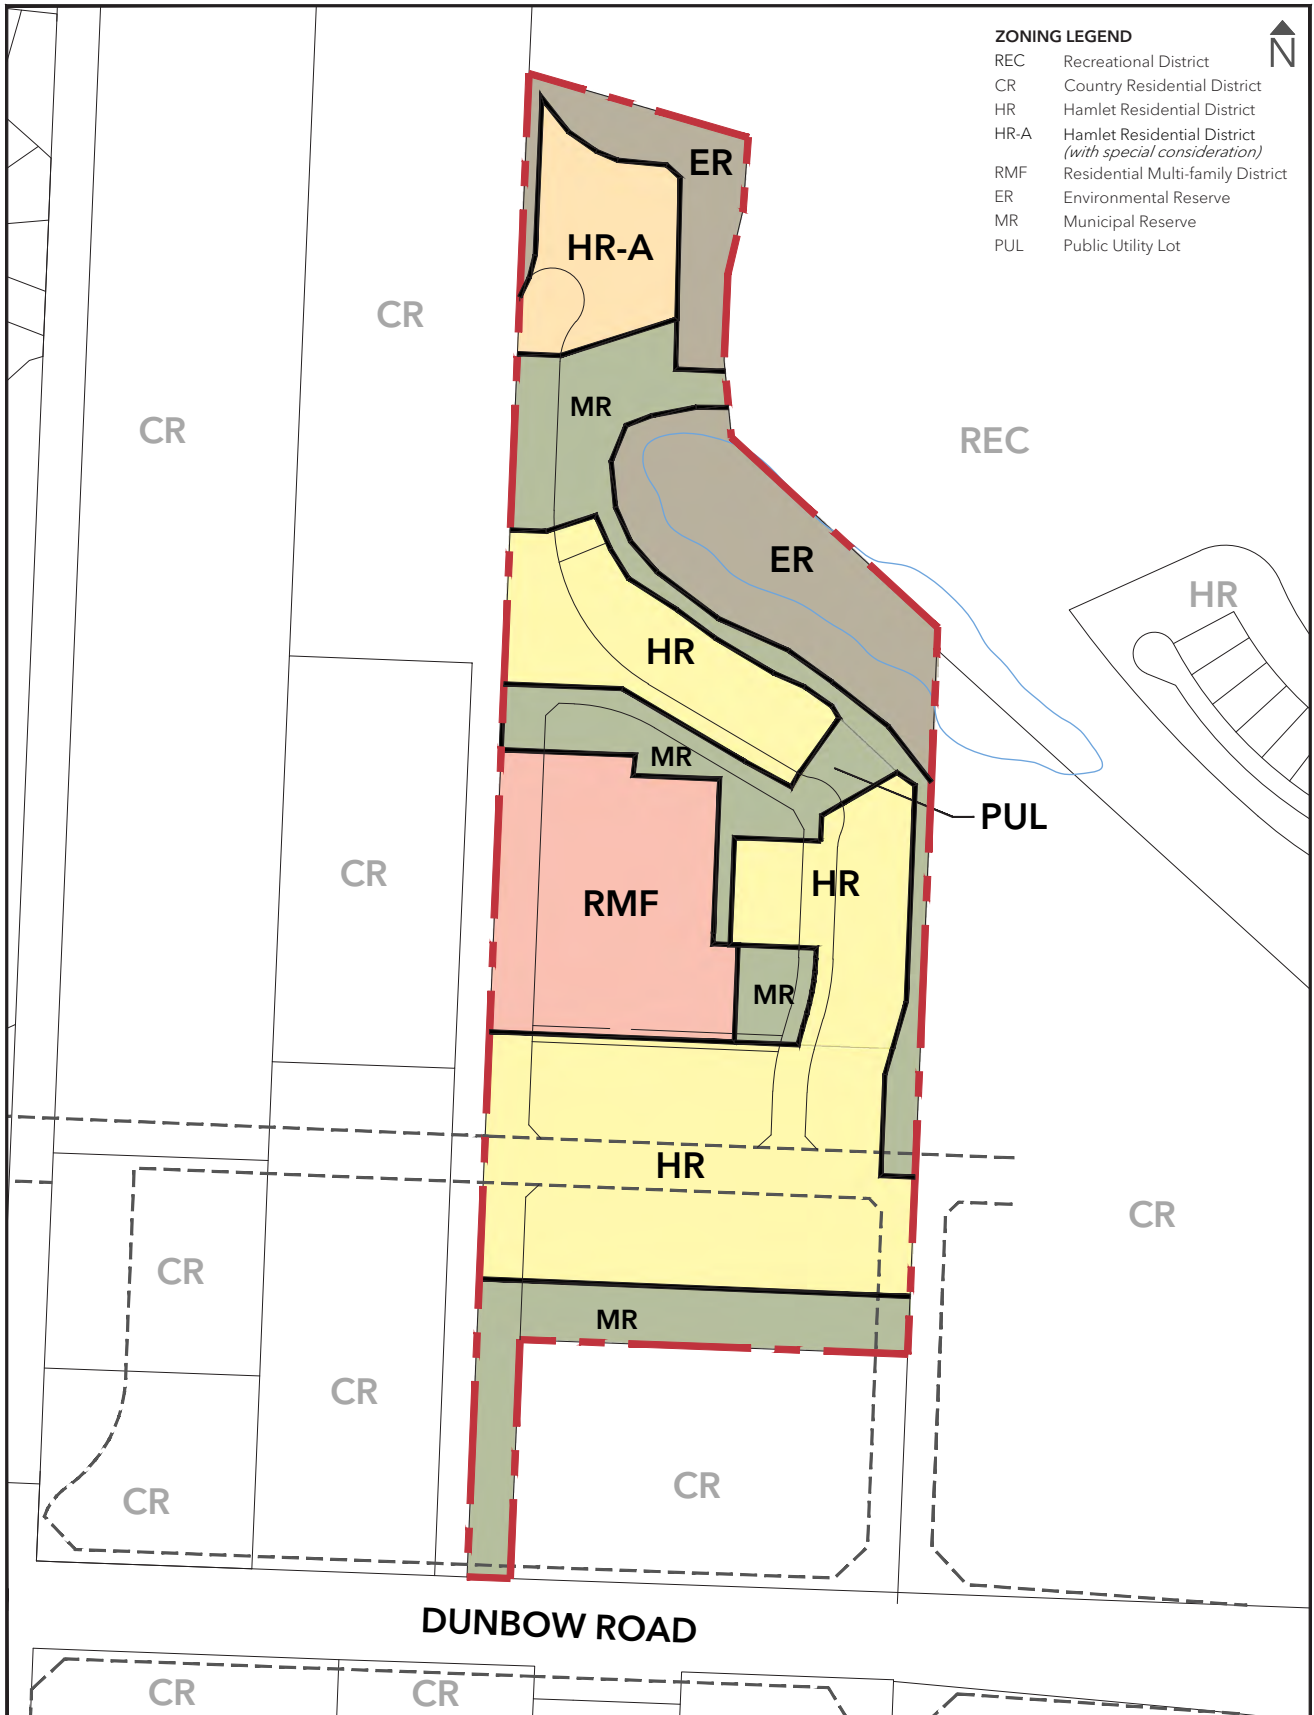 ZONING LEGEND
N
REC Recreational District
CR Country Residential District
HR Hamlet Residential District
HR-A Hamlet Residential District
(with special consideration)
RMF Residential Multi-family District
ER Environmental Reserve
MR Municipal Reserve
PUL Public Utility Lot
ER
HR-A
CR
MR
CR
REC
ER
HR
HR
MR
PUL
CR
HR
RMF
MR
HR
CR
CR
MR
CR
CR
CR
DUNBOW ROAD
CR
CR